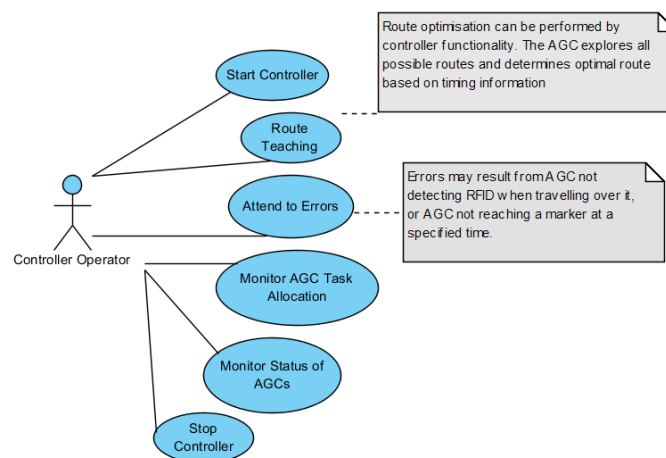 Route optimisation can be performed by
controller functionality. The AGC explores all
possible routes and determines optimal route
based on timing information
Start Controller
Route
Teaching
Errors may result from AGC not
detecting RFID when travelling over it,
or AGC not reaching a marker at a
specified time.
Attend to Errors
Controller Operator
Monitor AGC Task
Allocation
Monitor Status of
AGCs
Stop
Controller